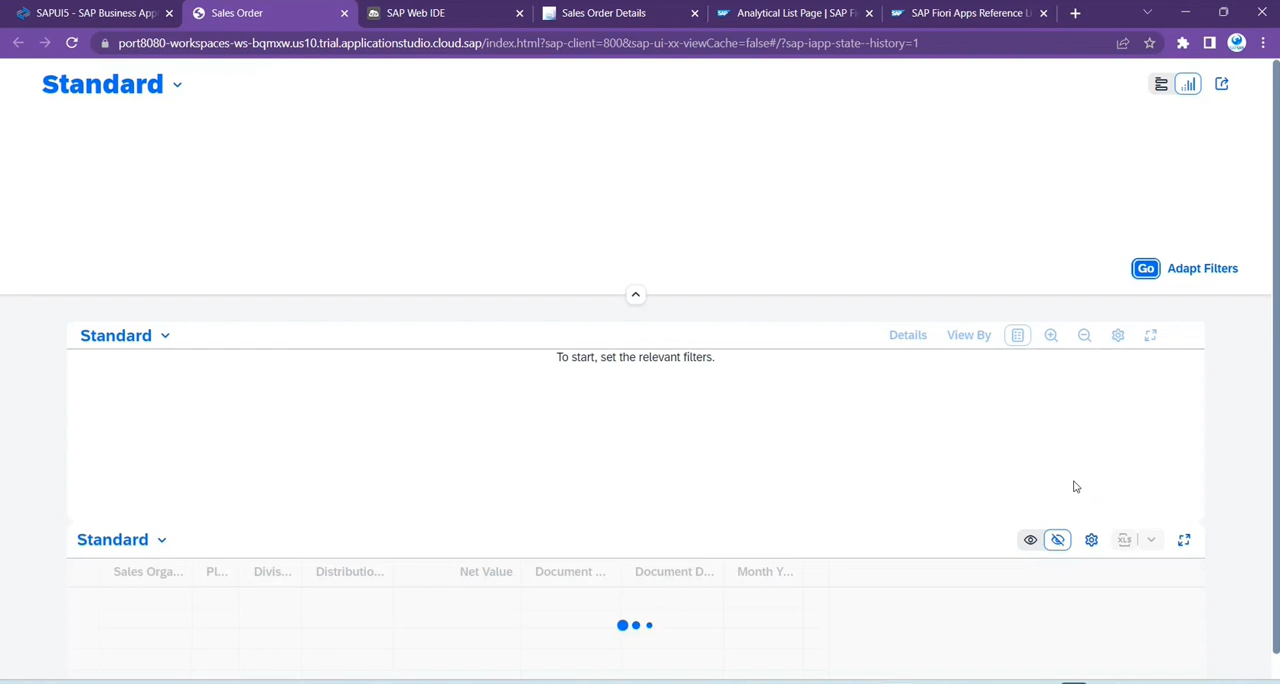 SAPUI5 - SAP Business App
Sales Order
SAP Web IDE
Sales Order Details
Analytical List Page | SAP Fi
SAP Fiori Apps Reference Li
port8080-workspaces-ws-bqmxw.us10.trial.applicationstudio.cloud.sap/index.html?sap-client=800&sap-ui-xx-viewCache=false#/?sap-iapp-state--history=1
Standard
Go Adapt Filters
Standard
Details View By
To start, set the relevant filters.
Standard
XLS
Sales Orga... Pl... Divis... Distributio... Net Value Document ... Document D... Month Y...